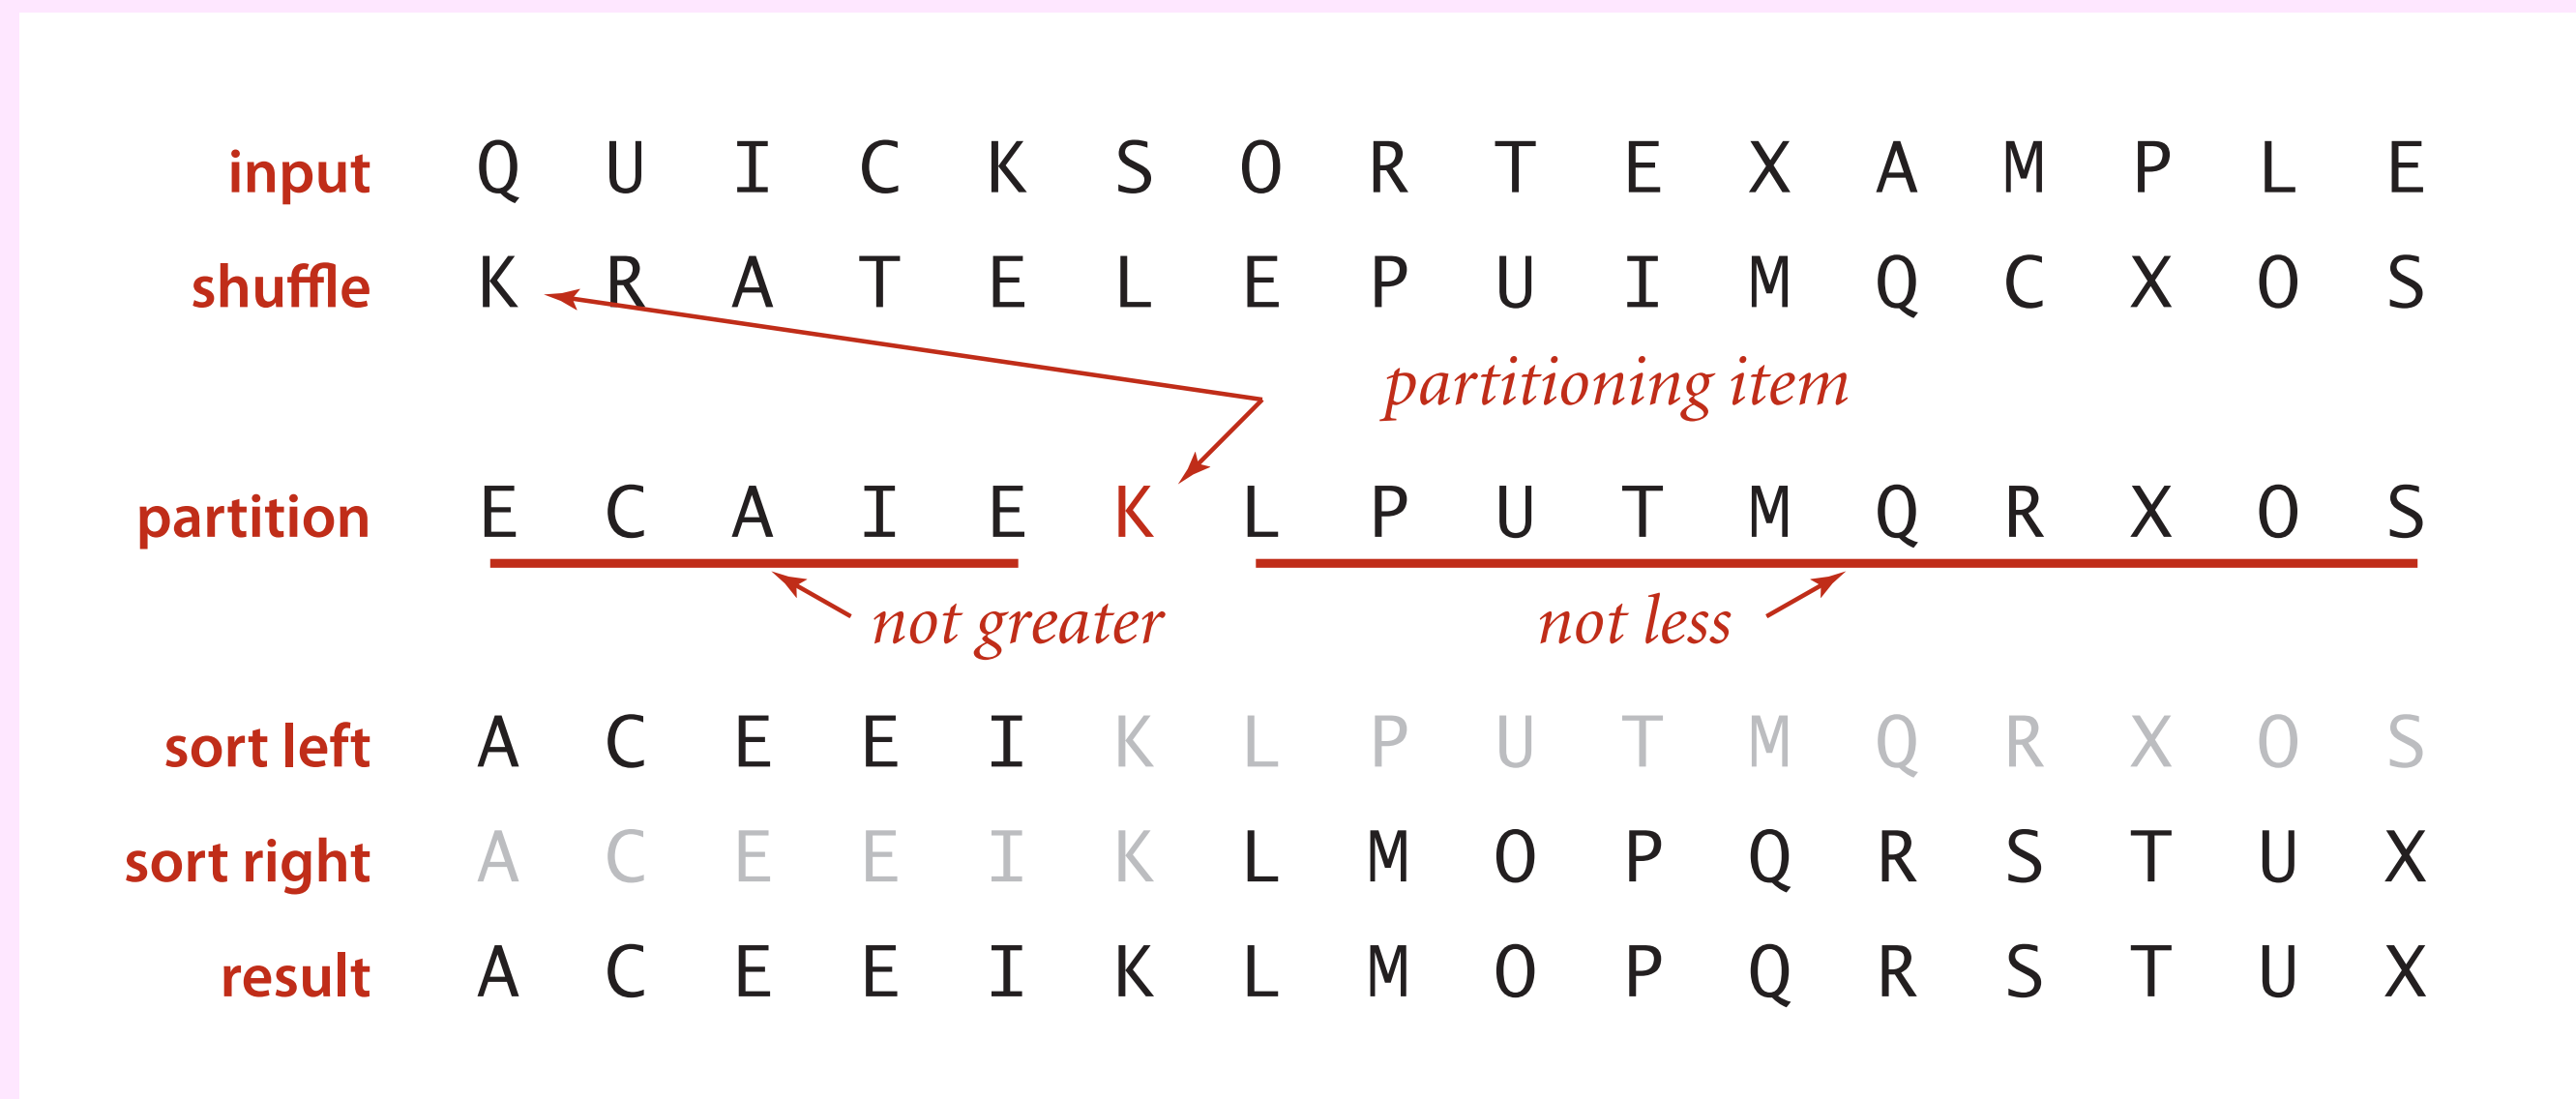 input Q U I C K S O R T E X A M P L E
shuffle K R A T E L E P U I M Q C X O S
partitioning item
partition E C A I E K L P U T M Q R X O S
not greater not less
sort left A C E E I K L P U T M Q R X O S
sort right A C E E I K L M O P Q R S T U X
result A C E E I K L M O P Q R S T U X